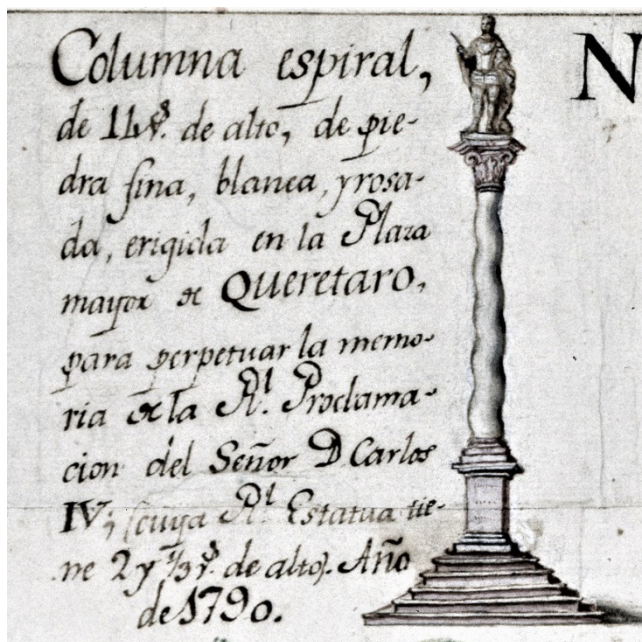 Columna espiral,
de 14 v.s de alto, de pie-
dra fina, blanca, y rosa-
da, erigida en la Plaza
mayor de QUERETARO,
para perpetuar la memo-
ria de la R.l Proclama-
cion del Señor D Carlos
IV; (cuya R.l Estatua tie-
ne 2 y 1/3 v.s de alto). Año
de 1790.
N